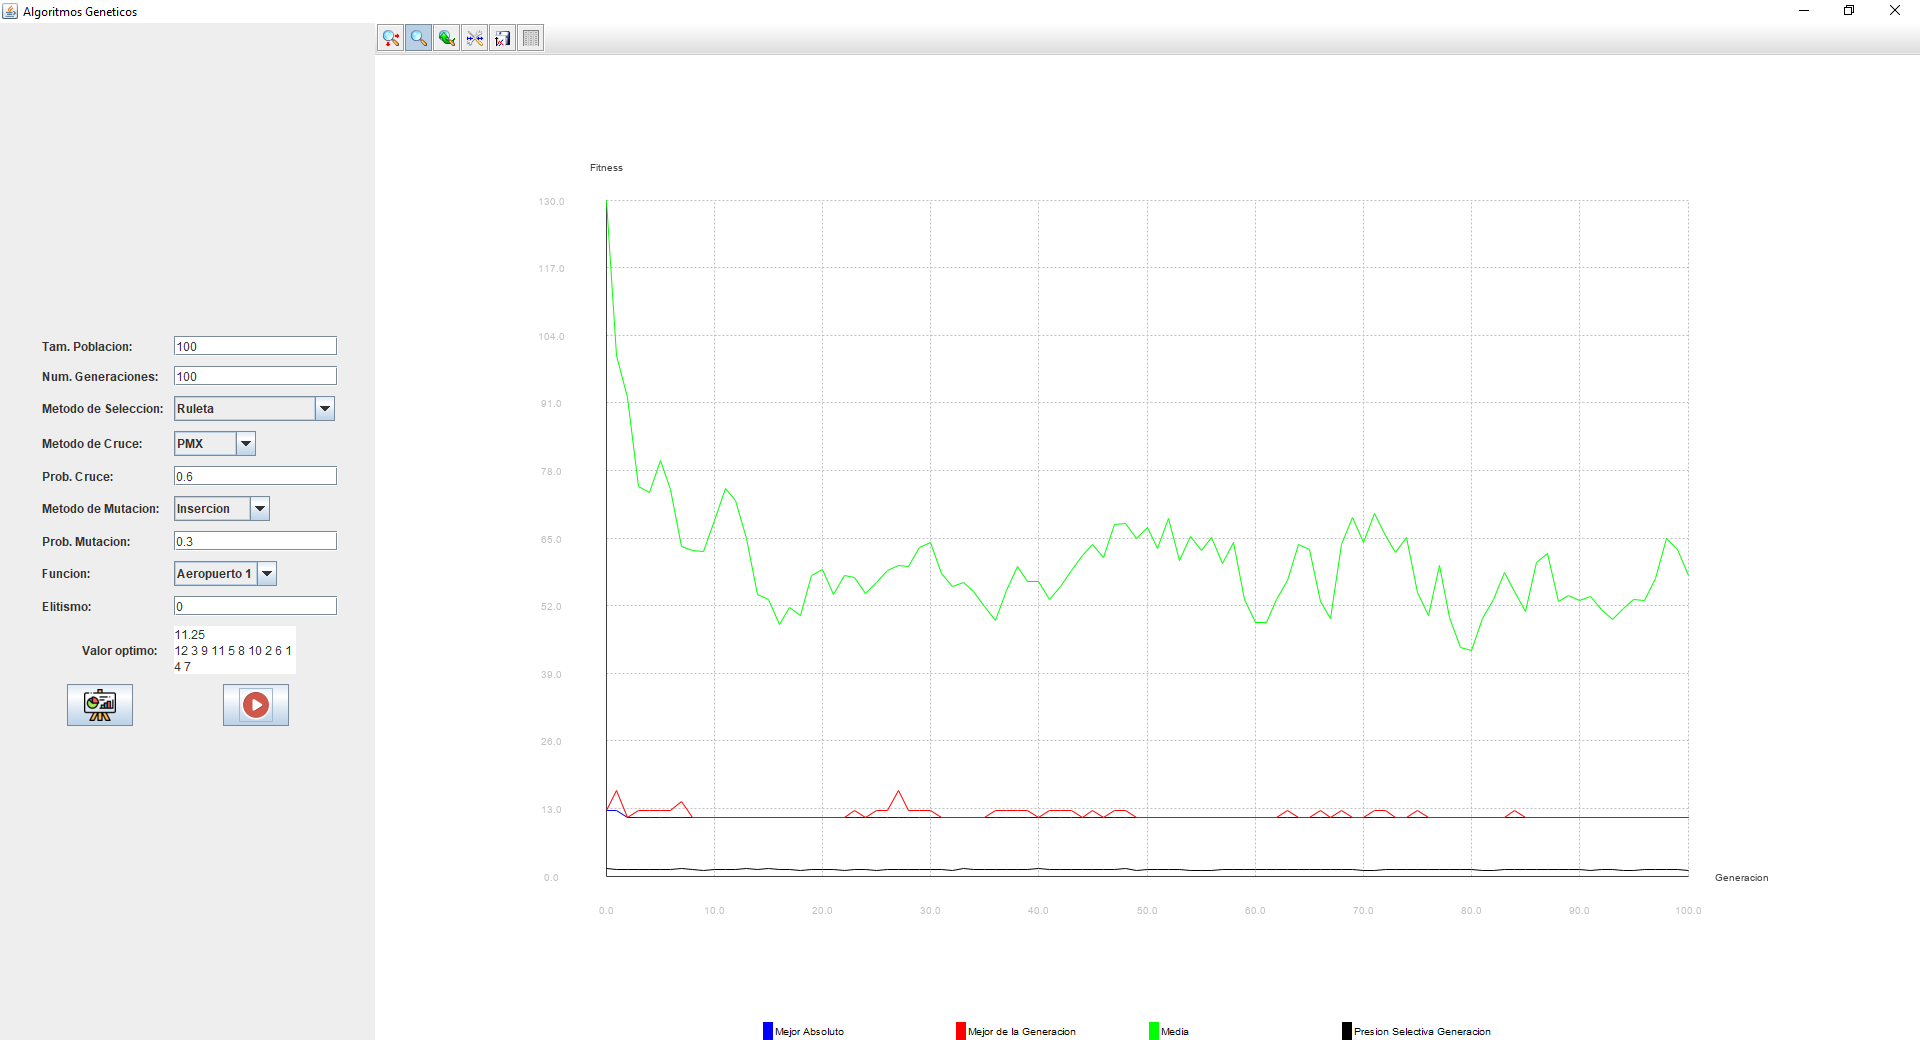 Algoritmos Geneticos
Tam. Poblacion: 100
Num. Generaciones: 100
Metodo de Seleccion: Ruleta
Metodo de Cruce: PMX
Prob. Cruce: 0.6
Metodo de Mutacion: Insercion
Prob. Mutacion: 0.3
Funcion: Aeropuerto 1
Elitismo: 0
Valor optimo:
11.25
12 3 9 11 5 8 10 2 6 1
4 7
Fitness
130.0
117.0
104.0
91.0
78.0
65.0
52.0
39.0
26.0
13.0
0.0
Generacion
0.0 10.0 20.0 30.0 40.0 50.0 60.0 70.0 80.0 90.0 100.0
Mejor Absoluto Mejor de la Generacion Media Presion Selectiva Generacion